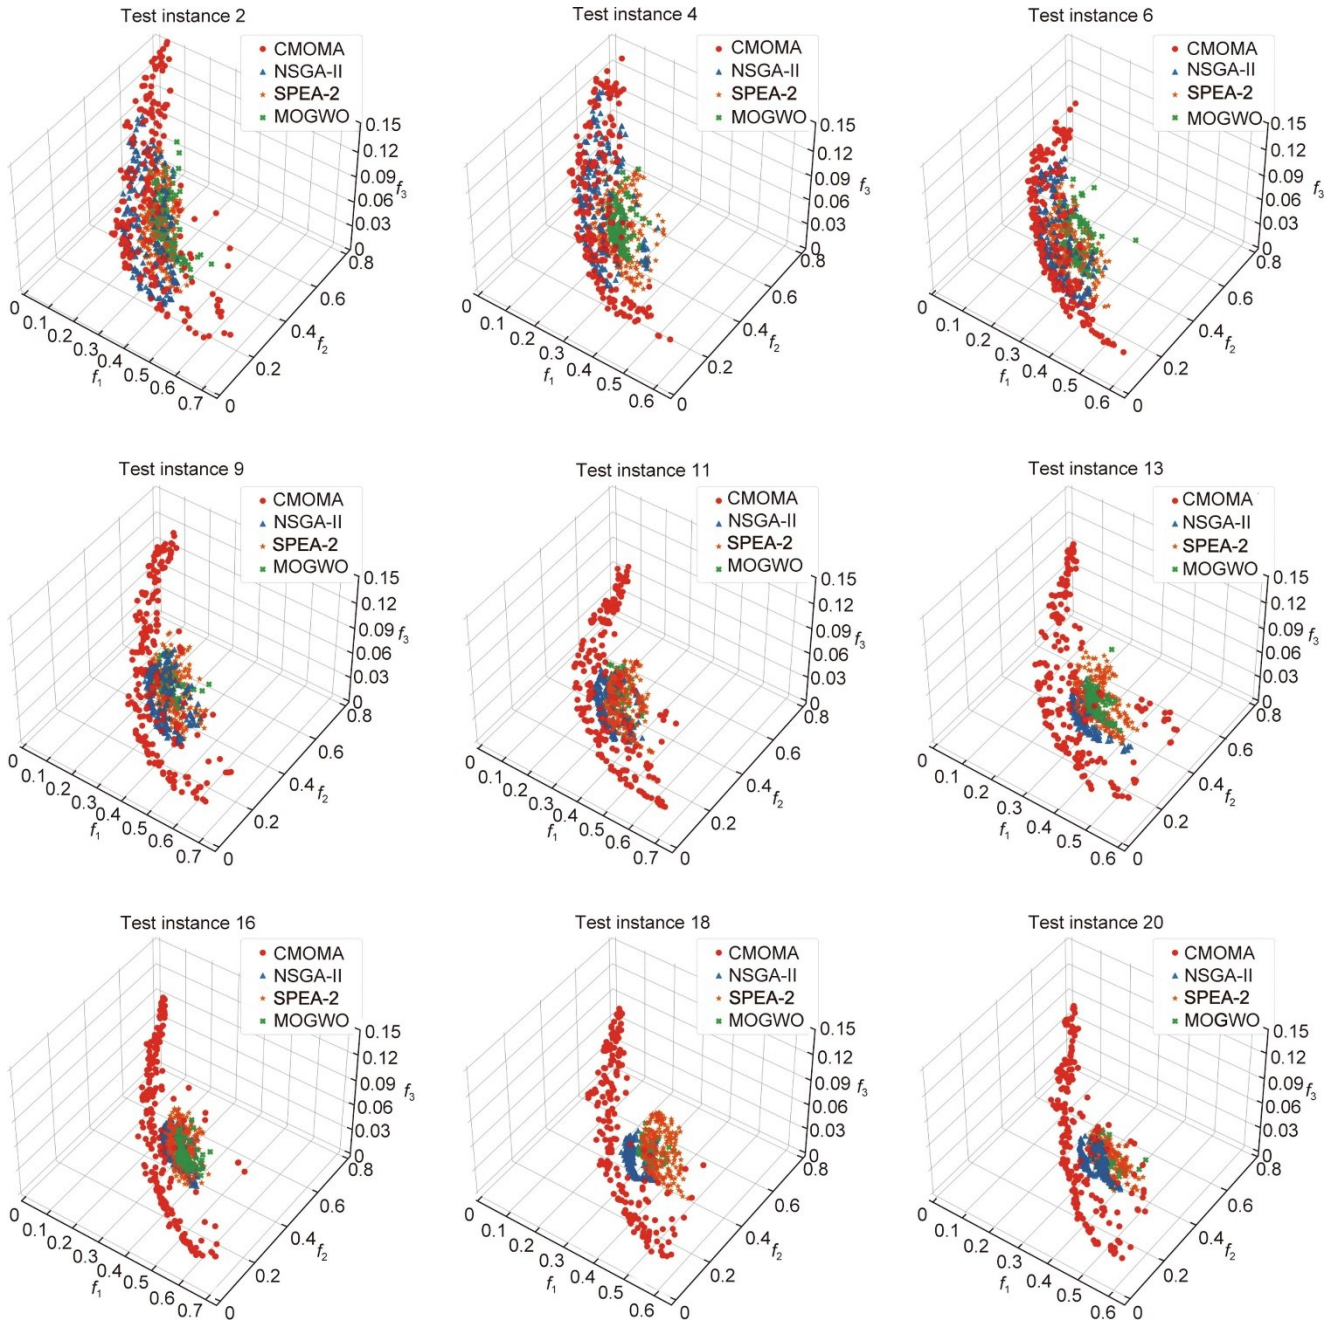 Test instance 2
CMOMA
NSGA-II
SPEA-2
MOGWO
0.15
0.12
0.09
0.06
0.03
0
f3
0.8
0.6
0.4
0.2
0
f2
0
0.1
0.2
0.3
0.4
0.5
0.6
0.7
f1
Test instance 4
CMOMA
NSGA-II
SPEA-2
MOGWO
0.15
0.12
0.09
0.06
0.03
0
f3
0.8
0.6
0.4
0.2
0
f2
0
0.1
0.2
0.3
0.4
0.5
0.6
f1
Test instance 6
CMOMA
NSGA-II
SPEA-2
MOGWO
0.15
0.12
0.09
0.06
0.03
0
f3
0.8
0.6
0.4
0.2
0
f2
0
0.1
0.2
0.3
0.4
0.5
0.6
f1
Test instance 9
CMOMA
NSGA-II
SPEA-2
MOGWO
0.15
0.12
0.09
0.06
0.03
0
f3
0.8
0.6
0.4
0.2
0
f2
0
0.1
0.2
0.3
0.4
0.5
0.6
0.7
f1
Test instance 11
CMOMA
NSGA-II
SPEA-2
MOGWO
0.15
0.12
0.09
0.06
0.03
0
f3
0.8
0.6
0.4
0.2
0
f2
0
0.1
0.2
0.3
0.4
0.5
0.6
0.7
f1
Test instance 13
CMOMA
NSGA-II
SPEA-2
MOGWO
0.15
0.12
0.09
0.06
0.03
0
f3
0.8
0.6
0.4
0.2
0
f2
0
0.1
0.2
0.3
0.4
0.5
0.6
f1
Test instance 16
CMOMA
NSGA-II
SPEA-2
MOGWO
0.15
0.12
0.09
0.06
0.03
0
f3
0.8
0.6
0.4
0.2
0
f2
0
0.1
0.2
0.3
0.4
0.5
0.6
0.7
f1
Test instance 18
CMOMA
NSGA-II
SPEA-2
MOGWO
0.15
0.12
0.09
0.06
0.03
0
f3
0.8
0.6
0.4
0.2
0
f2
0
0.1
0.2
0.3
0.4
0.5
0.6
f1
Test instance 20
CMOMA
NSGA-II
SPEA-2
MOGWO
0.15
0.12
0.09
0.06
0.03
0
f3
0.8
0.6
0.4
0.2
0
f2
0
0.1
0.2
0.3
0.4
0.5
0.6
f1